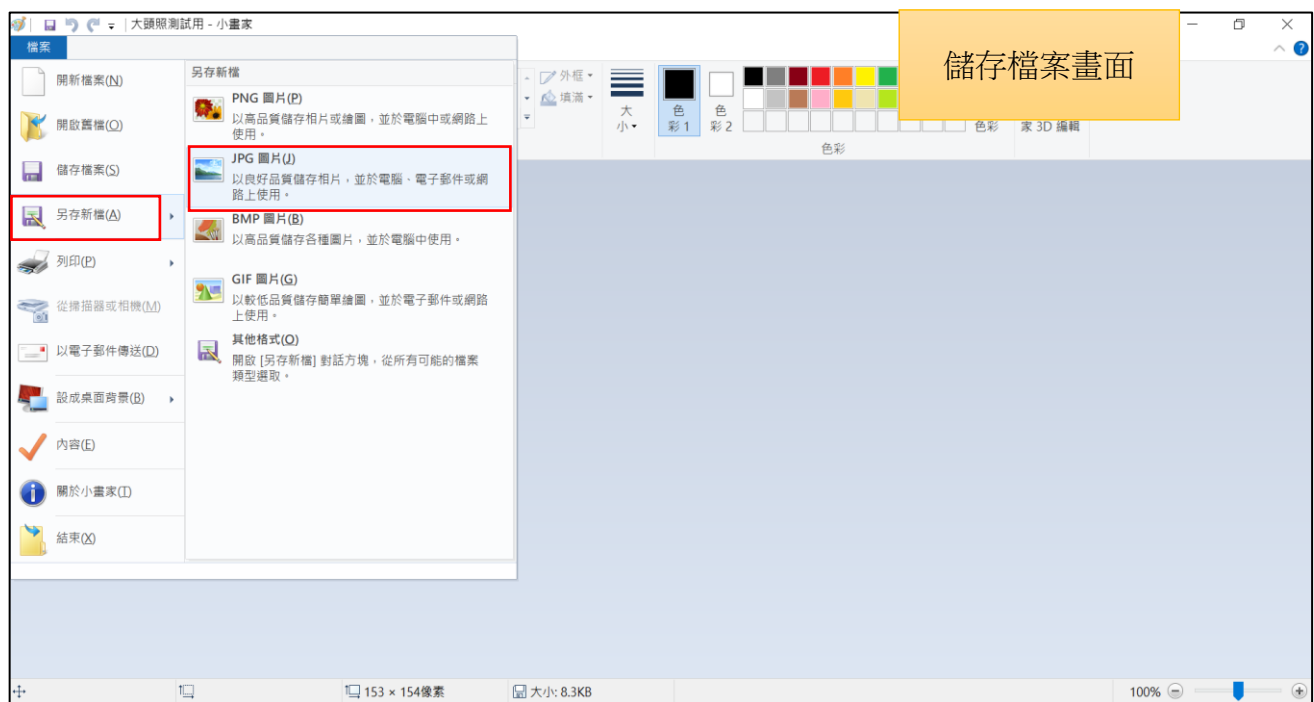 大頭照測試用 - 小畫家
儲存檔案畫面
檔案
開新檔案(N)
開啟舊檔(O)
儲存檔案(S)
另存新檔(A)
列印(P)
從掃描器或相機(M)
以電子郵件傳送(D)
設成桌面背景(B)
內容(E)
關於小畫家(T)
結束(X)
另存新檔
PNG 圖片(P)
以高品質儲存相片或繪圖，並於電腦中或網路上
使用。
JPG 圖片(J)
以良好品質儲存相片，並於電腦、電子郵件或網
路上使用。
BMP 圖片(B)
以高品質儲存各種圖片，並於電腦中使用。
GIF 圖片(G)
以較低品質儲存簡單繪圖，並於電子郵件或網路
上使用。
其他格式(O)
開啟 [另存新檔] 對話方塊，從所有可能的檔案
類型選取。
外框
填滿
大
小
色
彩 1
色
彩 2
色彩
家 3D 編輯
色彩
153 × 154像素
大小: 8.3KB
100%